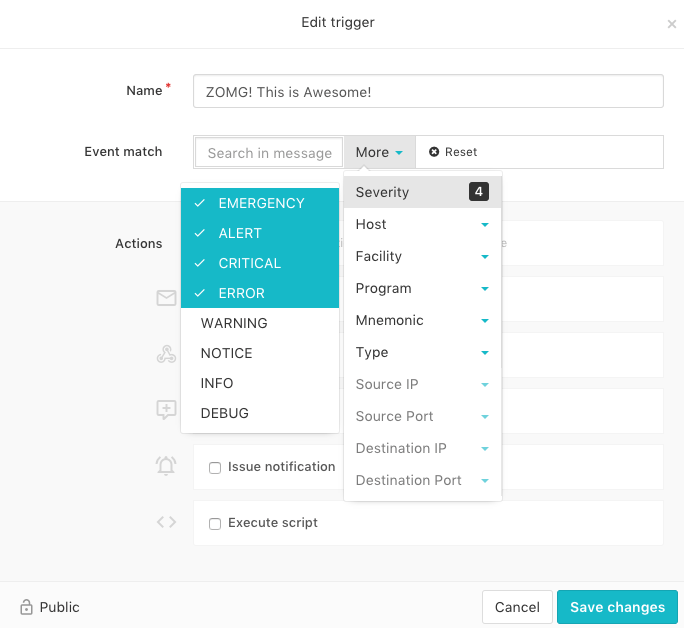 Edit trigger
Name *
ZOMG! This is Awesome!
Event match
Search in message
More
Reset
Severity
4
Host
Facility
Program
Mnemonic
Type
Source IP
Source Port
Destination IP
Destination Port
EMERGENCY
ALERT
CRITICAL
ERROR
WARNING
NOTICE
INFO
DEBUG
Actions
Issue notification
Execute script
Public
Cancel
Save changes